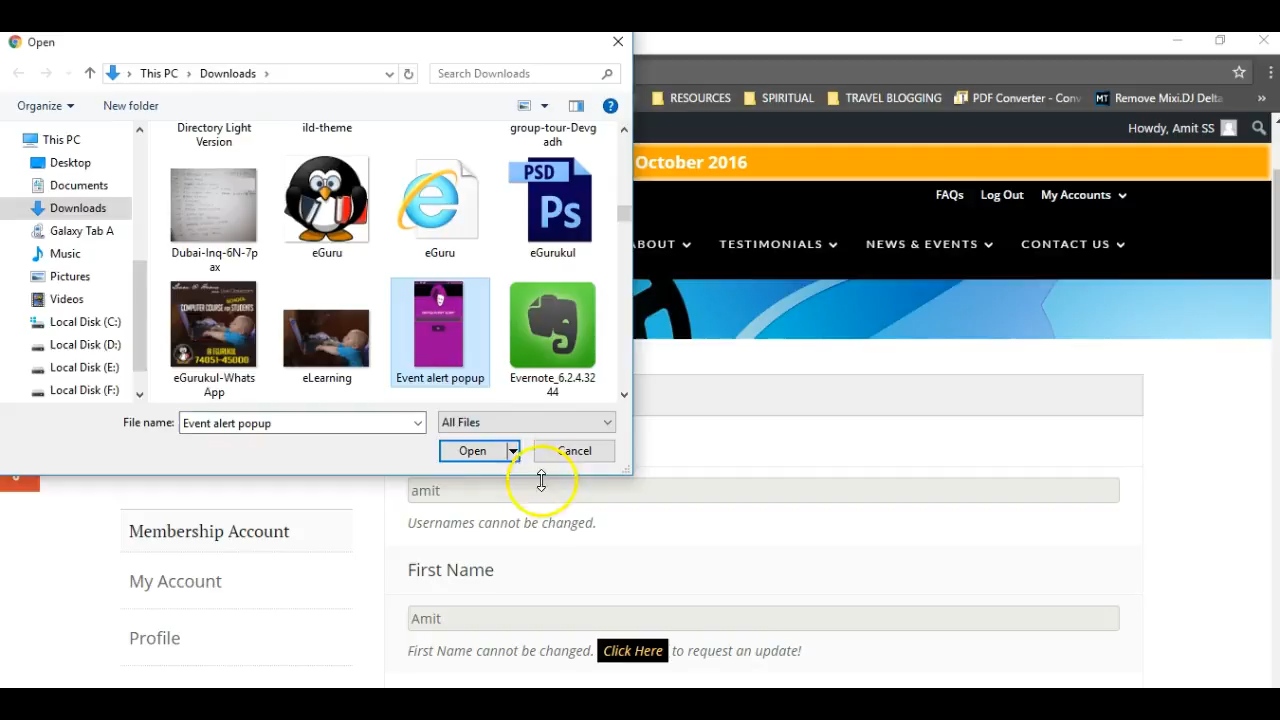 Open
This PC
Downloads
Search Downloads
Organize
New folder
This PC
Desktop
Documents
Downloads
Galaxy Tab A
Music
Pictures
Videos
Local Disk (C:)
Local Disk (D:)
Local Disk (E:)
Local Disk (F:)
Directory Light
Version
ild-theme
group-tour-Devg
adh
Dubai-Inq-6N-7p
ax
eGuru
eGuru
PSD
Ps
eGurukul
COMPUTER COURSE FOR STUDENTS
74051-45000
eGurukul-Whats
App
eLearning
Event alert popup
Evernote_6.2.4.32
44
File name:
Event alert popup
All Files
Open
Cancel
RESOURCES
SPIRITUAL
TRAVEL BLOGGING
PDF Converter - Conv
MT
Remove Mixi.DJ Delta
»
Howdy, Amit SS
October 2016
FAQs
Log Out
My Accounts
ABOUT
TESTIMONIALS
NEWS & EVENTS
CONTACT US
Membership Account
My Account
Profile
amit
Usernames cannot be changed.
First Name
Amit
First Name cannot be changed. Click Here to request an update!